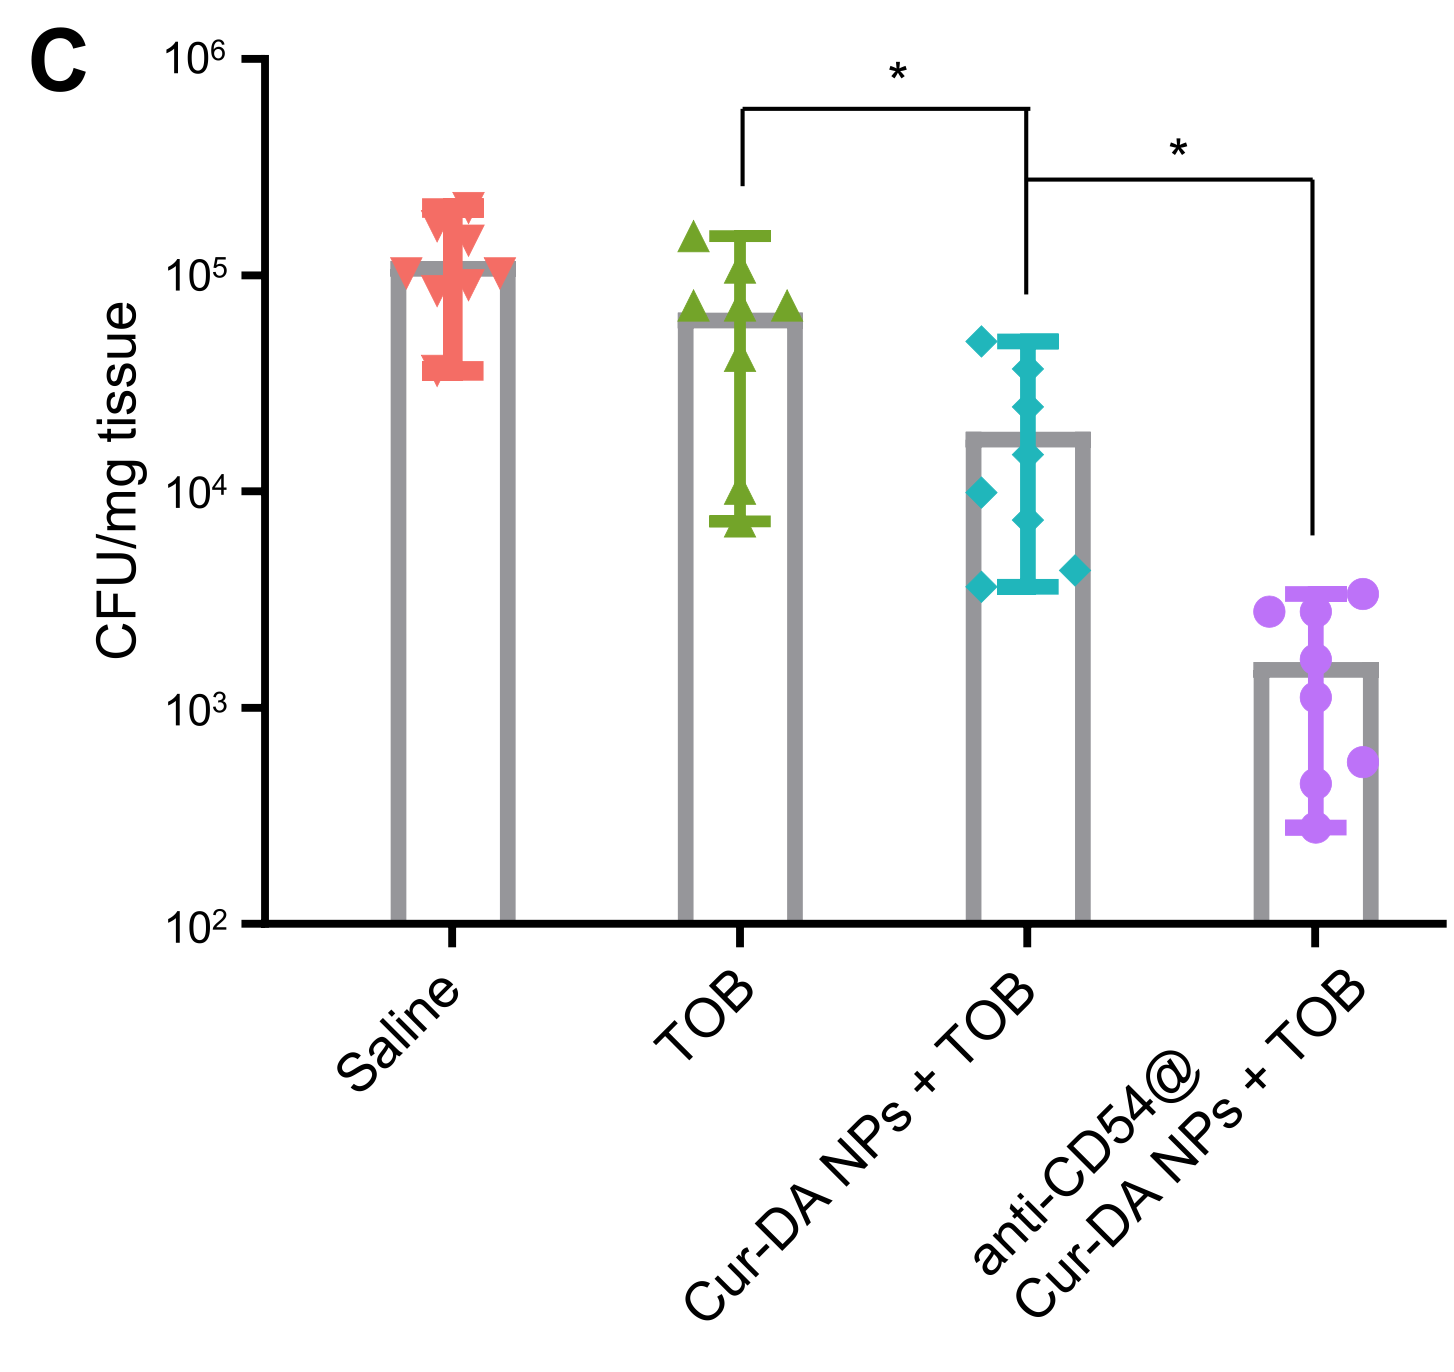 C
10⁶
10⁵
10⁴
10³
10²
CFU/mg tissue
*
*
Saline
TOB
Cur-DA NPs + TOB
anti-CD54@
Cur-DA NPs + TOB